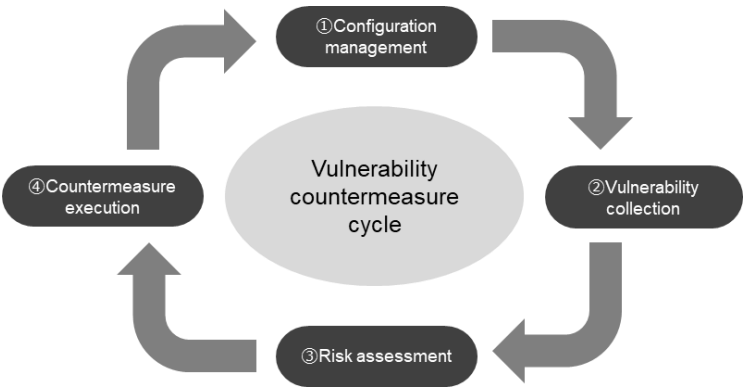 ①Configuration
management
②Vulnerability
collection
③Risk assessment
④Countermeasure
execution
Vulnerability
countermeasure
cycle